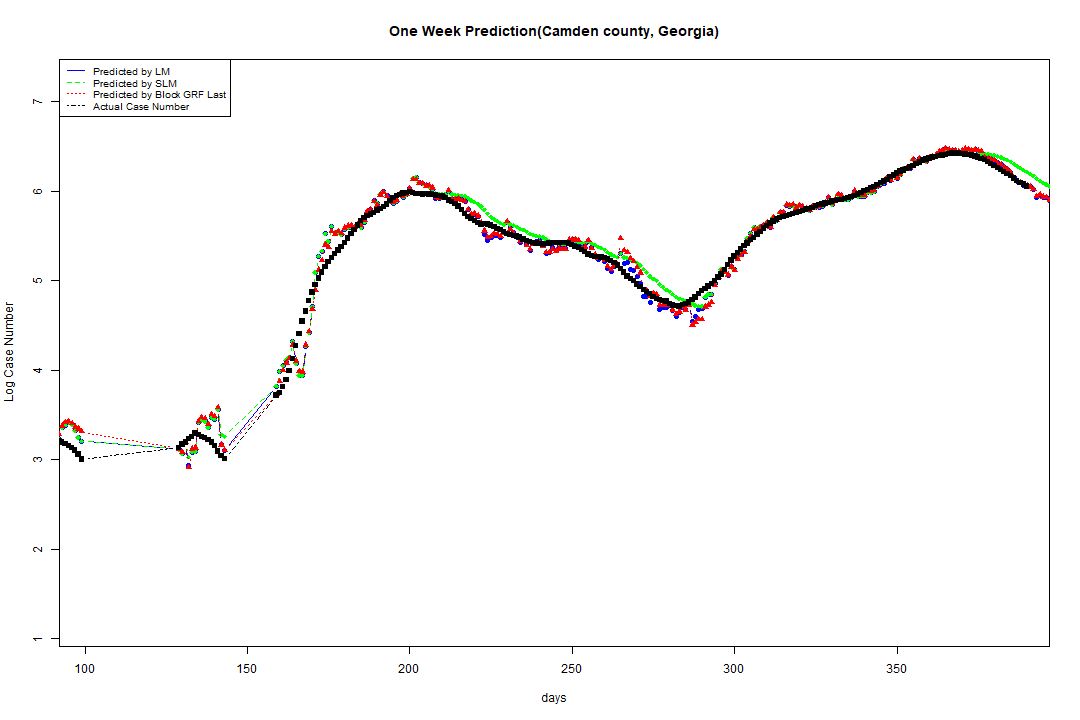 One Week Prediction(Camden county, Georgia)
Predicted by LM
Predicted by SLM
Predicted by Block GRF Last
Actual Case Number
7
6
5
4
3
2
1
Log Case Number
100 150 200 250 300 350
days